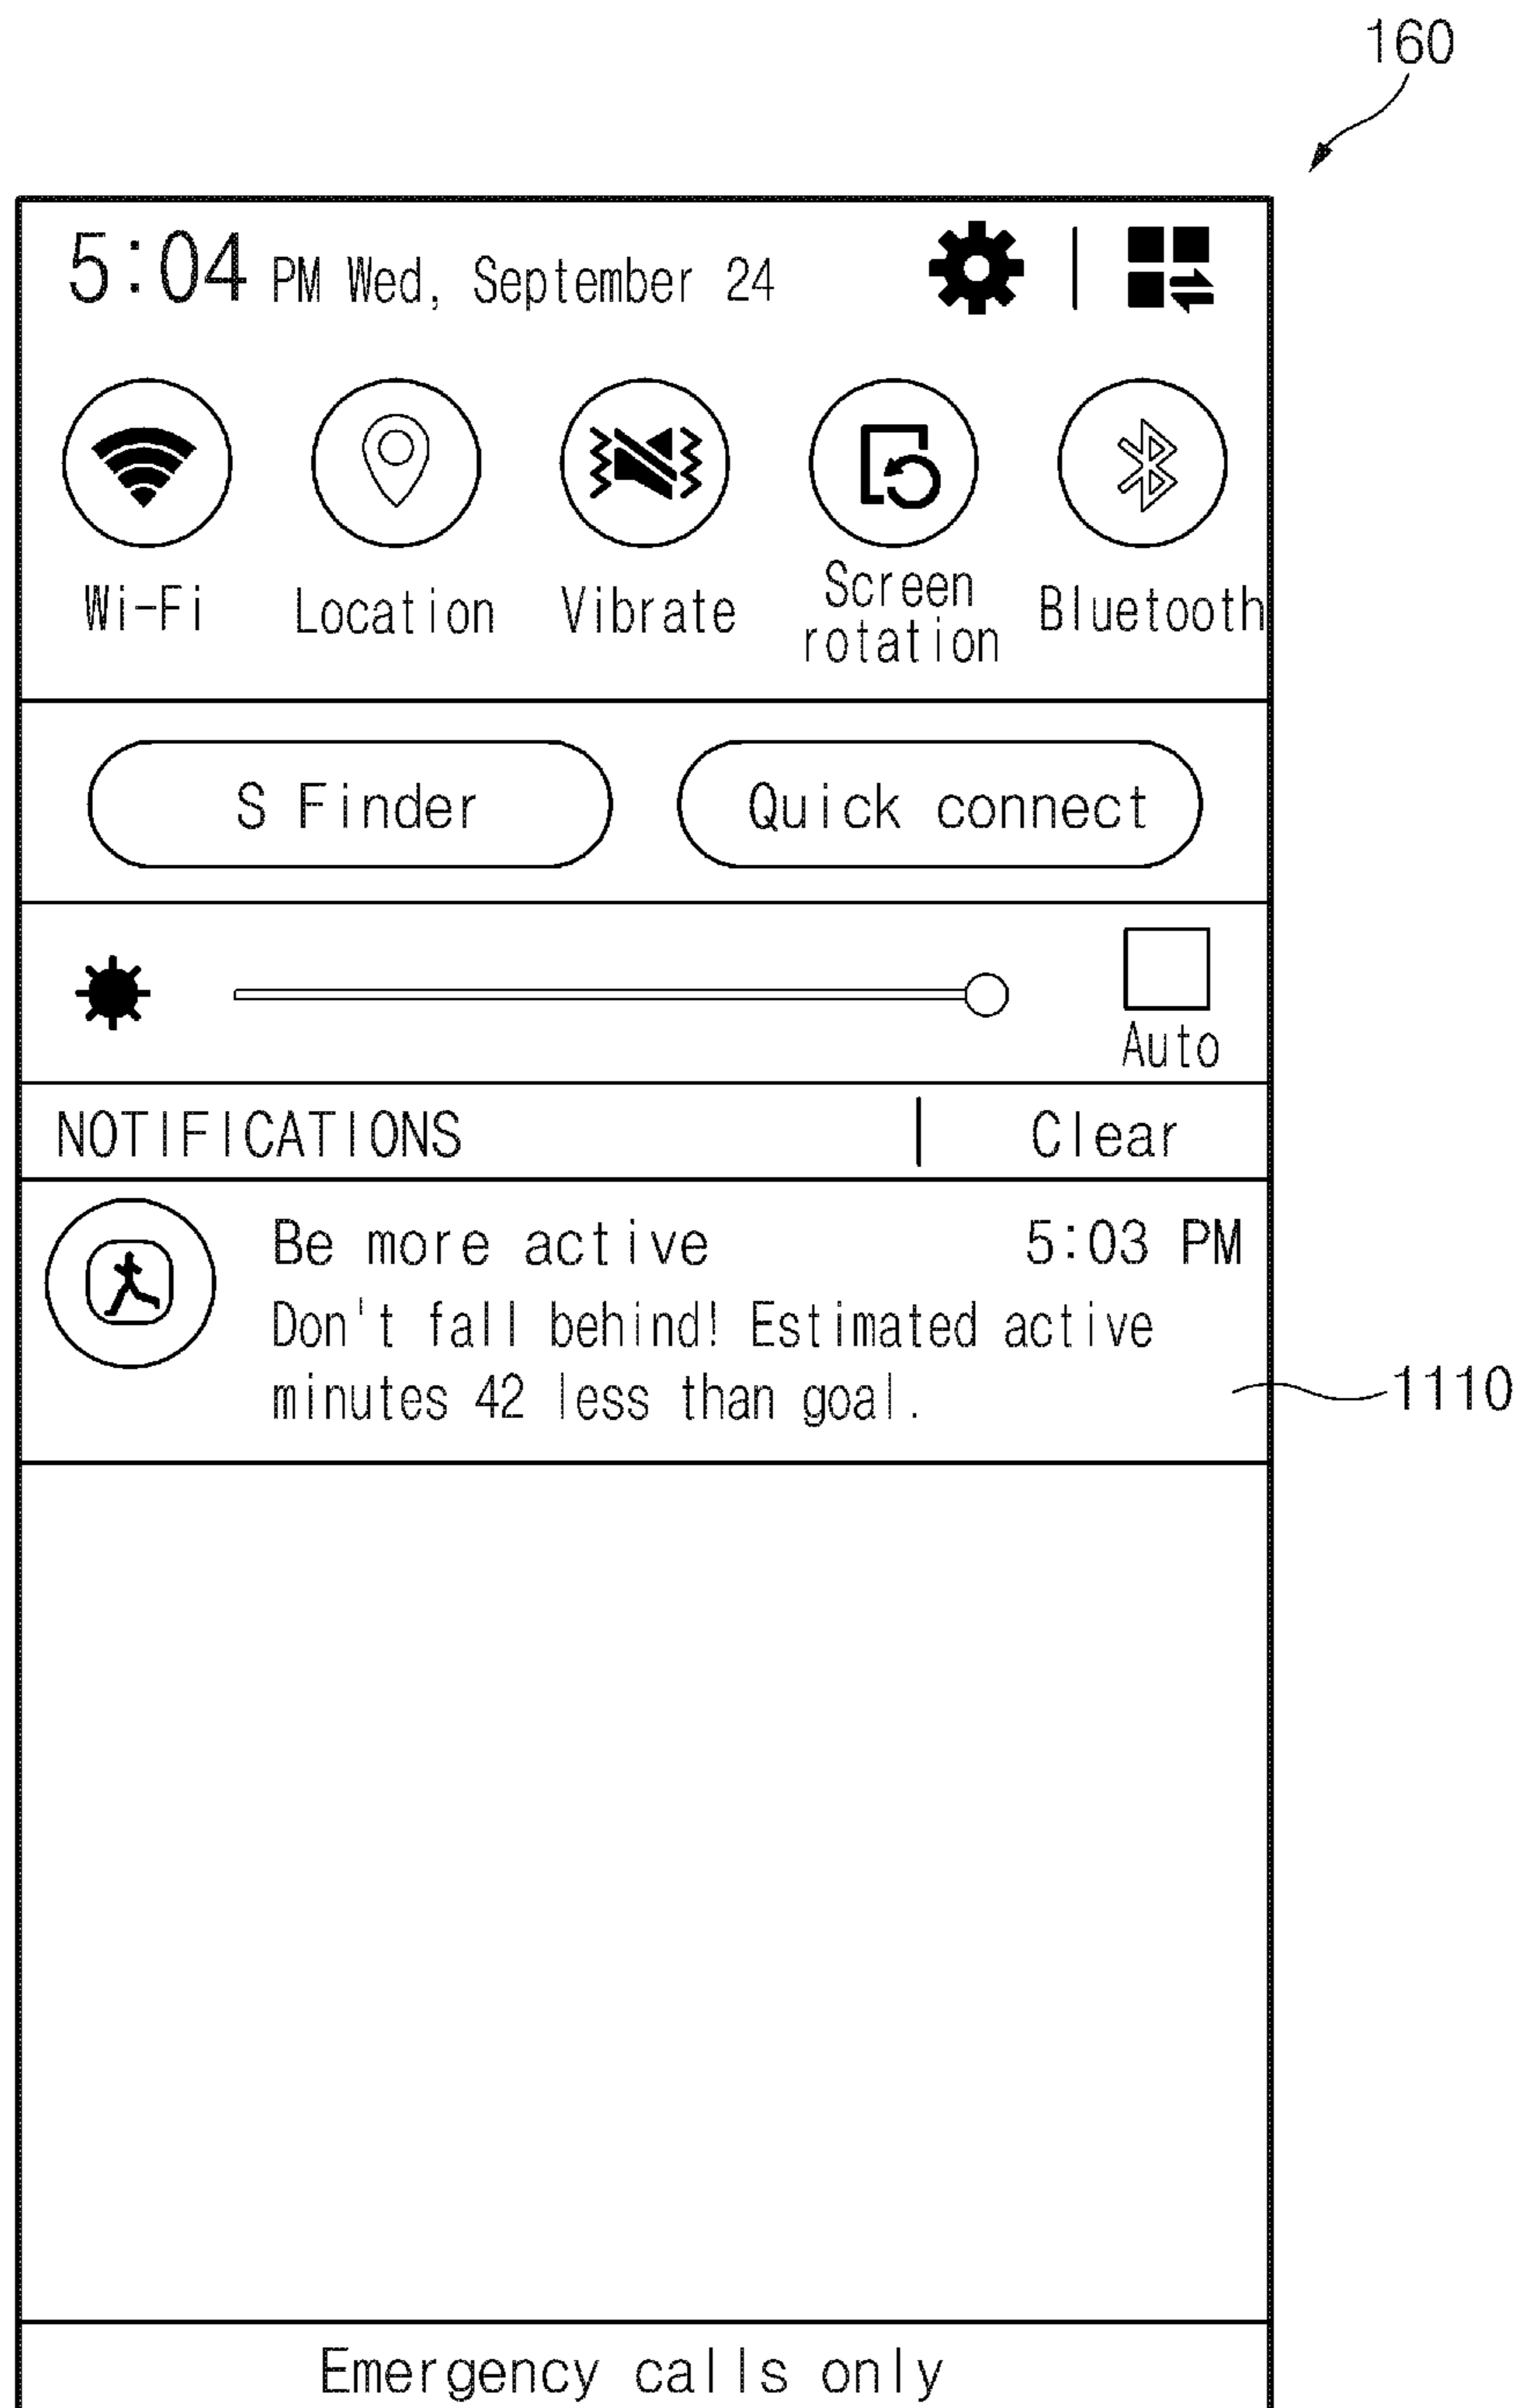 160
5:04 PM Wed, September 24
Wi-Fi
Location
Vibrate
Screen
rotation
Bluetooth
S Finder
Quick connect
Auto
NOTIFICATIONS | Clear
Be more active 5:03 PM
Don't fall behind! Estimated active
minutes 42 less than goal.
1110
Emergency calls only